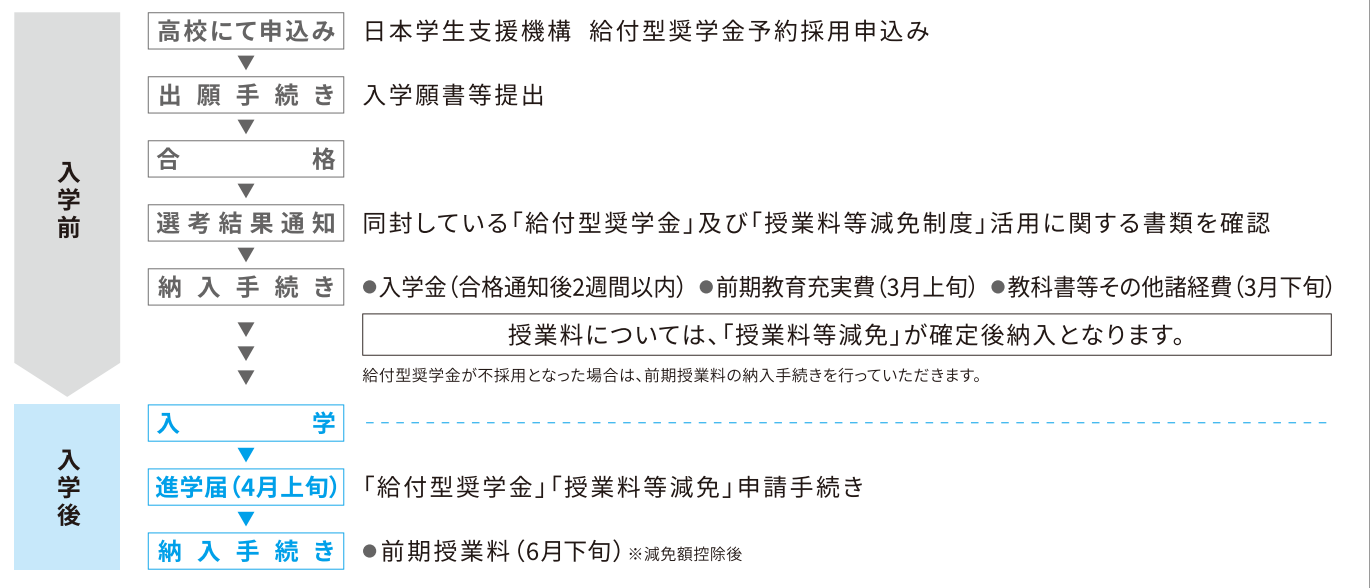 入学前
高校にて申込み 日本学生支援機構 給付型奨学金予約採用申込み
▼
出願手続き 入学願書等提出
▼
合格
▼
選考結果通知 同封している「給付型奨学金」及び「授業料等減免制度」活用に関する書類を確認
▼
納入手続き ●入学金(合格通知後2週間以内) ●前期教育充実費(3月上旬) ●教科書等その他諸経費(3月下旬)
▼ 授業料については、「授業料等減免」が確定後納入となります。
▼
▼ 給付型奨学金が不採用となった場合は、前期授業料の納入手続きを行っていただきます。
入学後
入学
▼
進学届(4月上旬) 「給付型奨学金」「授業料等減免」申請手続き
▼
納入手続き ●前期授業料(6月下旬) ※減免額控除後